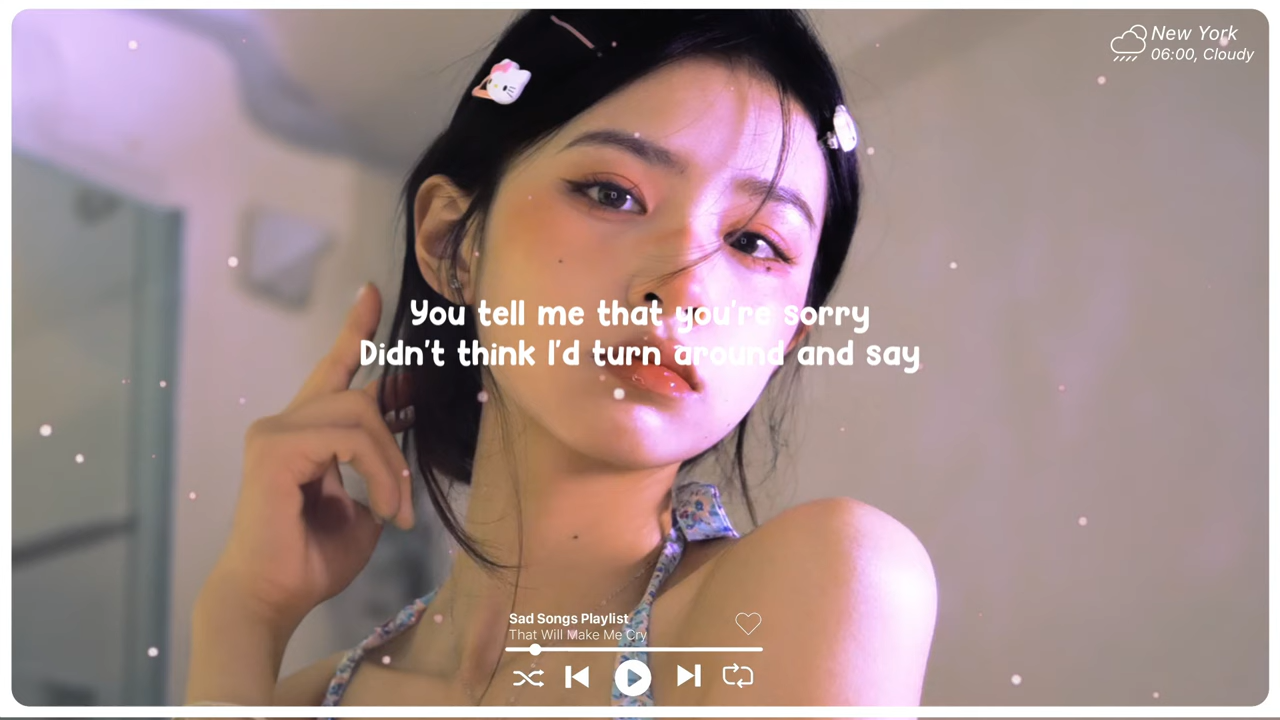 New York
06:00, Cloudy
You tell me that you're sorry
Didn't think I'd turn around and say
Sad Songs Playlist
That Will Make Me Cry